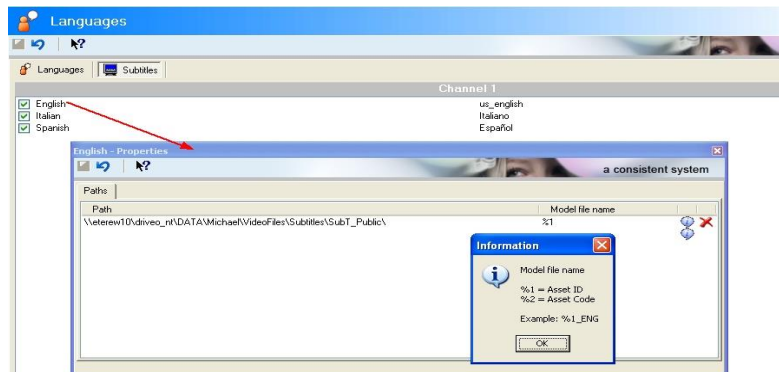 Languages
Languages Subtitles
Channel 1
English us_english
Italian Italiano
Spanish Español
English - Properties
a consistent system
Paths
Path Model file name
\\eterew10\driveo_nt\DATA\Michael\VideoFiles\Subtitles\SubT_Public\ %1
Information
Model file name
%1 = Asset ID
%2 = Asset Code
Example: %1_ENG
OK